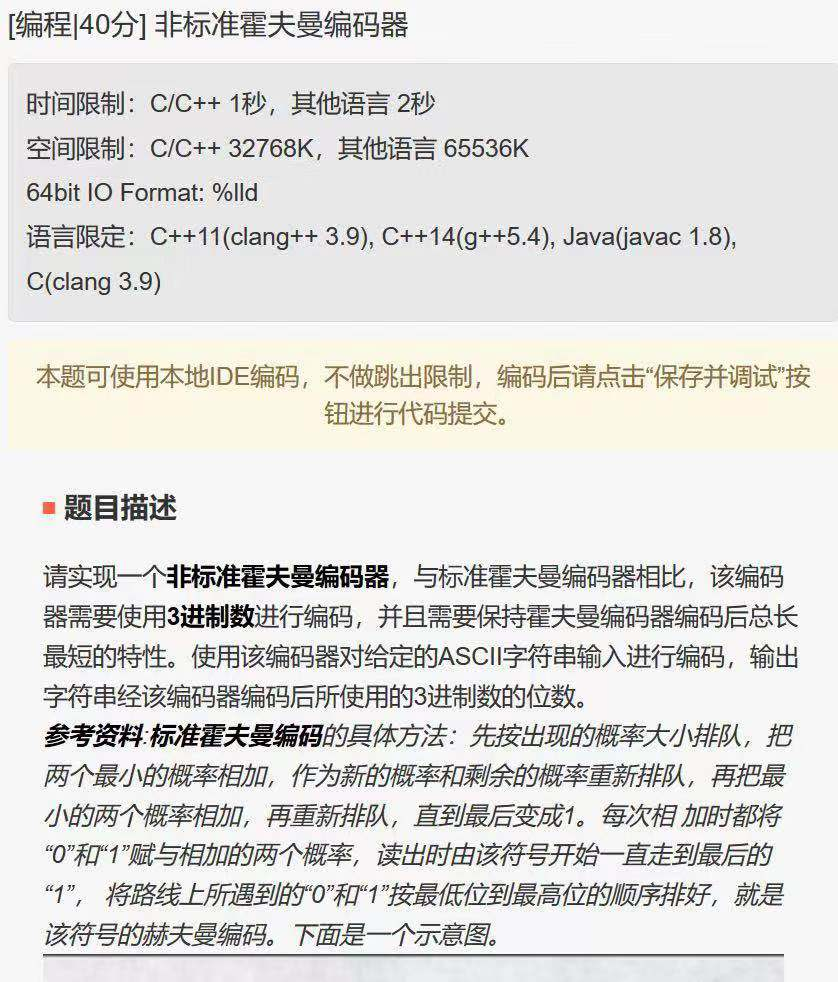 [编程|40分] 非标准霍夫曼编码器
时间限制：C/C++ 1秒，其他语言 2秒
空间限制：C/C++ 32768K，其他语言 65536K
64bit IO Format: %lld
语言限定：C++11(clang++ 3.9), C++14(g++5.4), Java(javac 1.8),
C(clang 3.9)
本题可使用本地IDE编码，不做跳出限制，编码后请点击“保存并调试”按
钮进行代码提交。
题目描述
请实现一个非标准霍夫曼编码器，与标准霍夫曼编码器相比，该编码
器需要使用3进制数进行编码，并且需要保持霍夫曼编码器编码后总长
最短的特性。使用该编码器对给定的ASCII字符串输入进行编码，输出
字符串经该编码器编码后所使用的3进制数的位数。
参考资料:标准霍夫曼编码的具体方法：先按出现的概率大小排队，把
两个最小的概率相加，作为新的概率和剩余的概率重新排队，再把最
小的两个概率相加，再重新排队，直到最后变成1。每次相 加时都将
“0”和“1”赋与相加的两个概率，读出时由该符号开始一直走到最后的
“1”， 将路线上所遇到的“0”和“1”按最低位到最高位的顺序排好，就是
该符号的赫夫曼编码。下面是一个示意图。